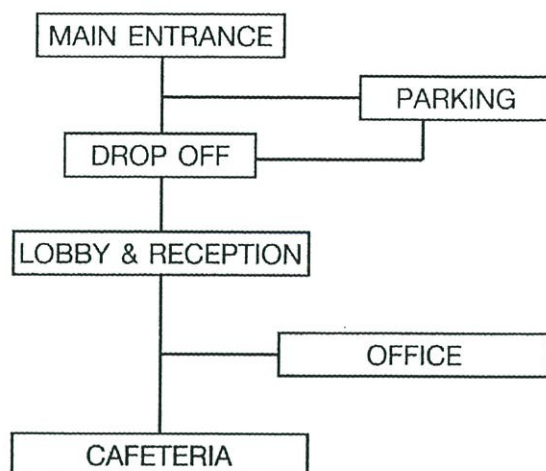 MAIN ENTRANCE
PARKING
DROP OFF
LOBBY & RECEPTION
OFFICE
CAFETERIA